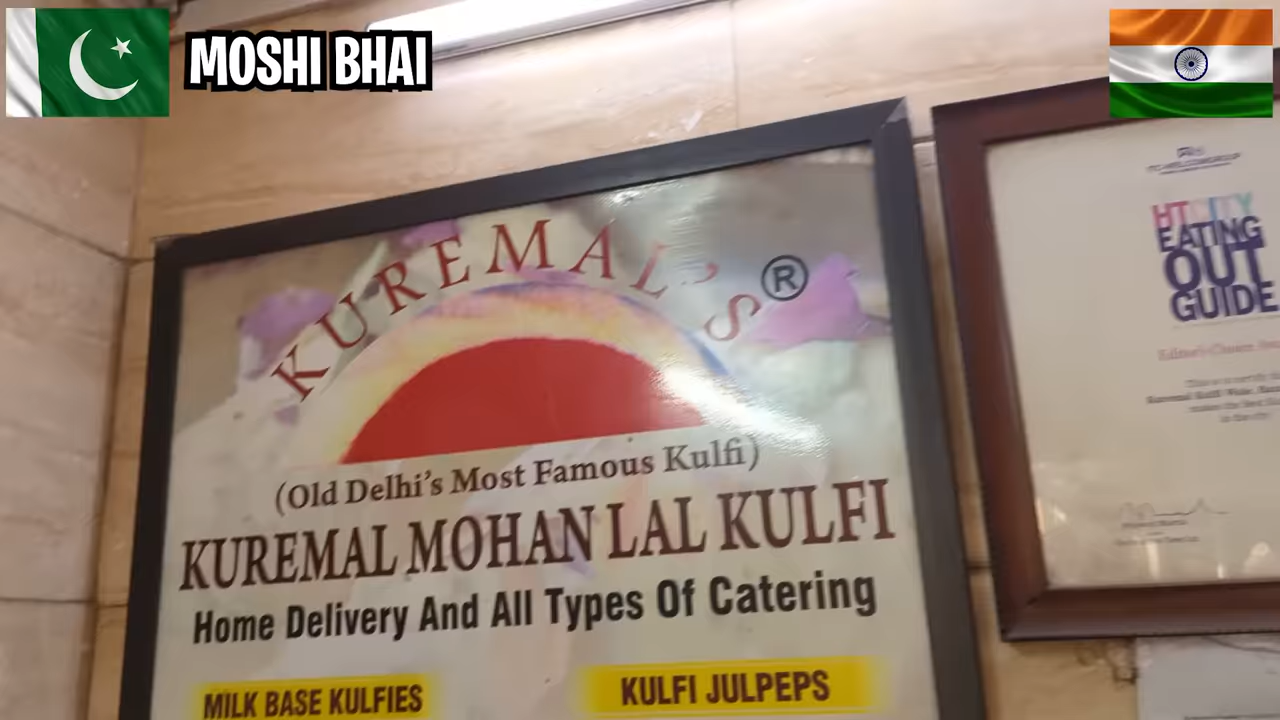 MOSHI BHAI
KUREMAL'S ®
(Old Delhi's Most Famous Kulfi)
KUREMAL MOHAN LAL KULFI
Home Delivery And All Types Of Catering
MILK BASE KULFIES
KULFI JULPEPS
HT CITY
EATING
OUT
GUIDE